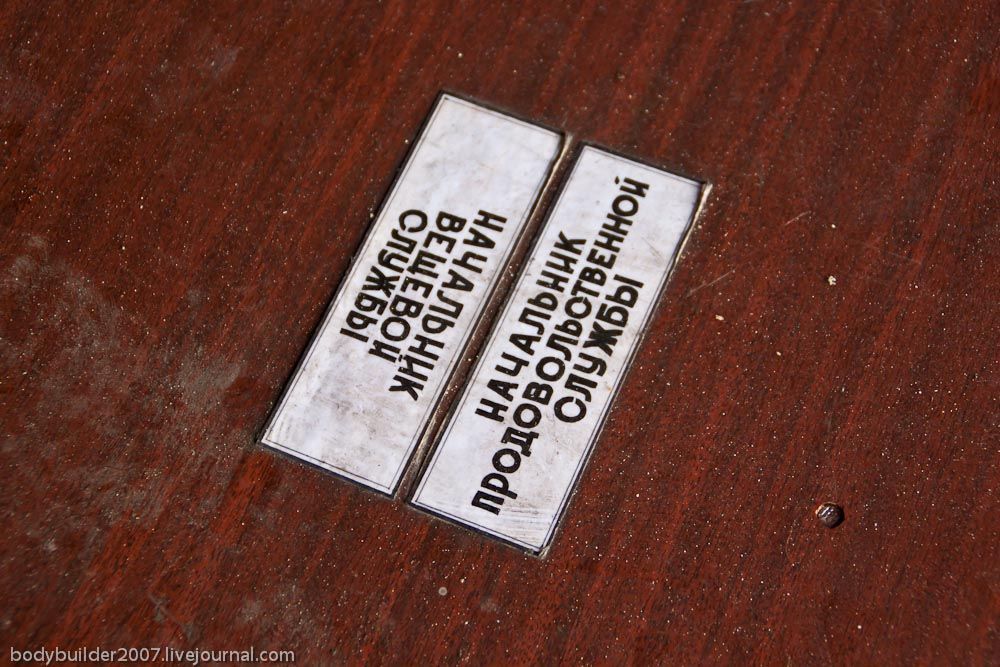 НАЧАЛЬНИК
ВЕЩЕВОЙ
СЛУЖБЫ
НАЧАЛЬНИК
ПРОДОВОЛЬСТВЕННОЙ
СЛУЖБЫ
bodybuilder2007.livejournal.com